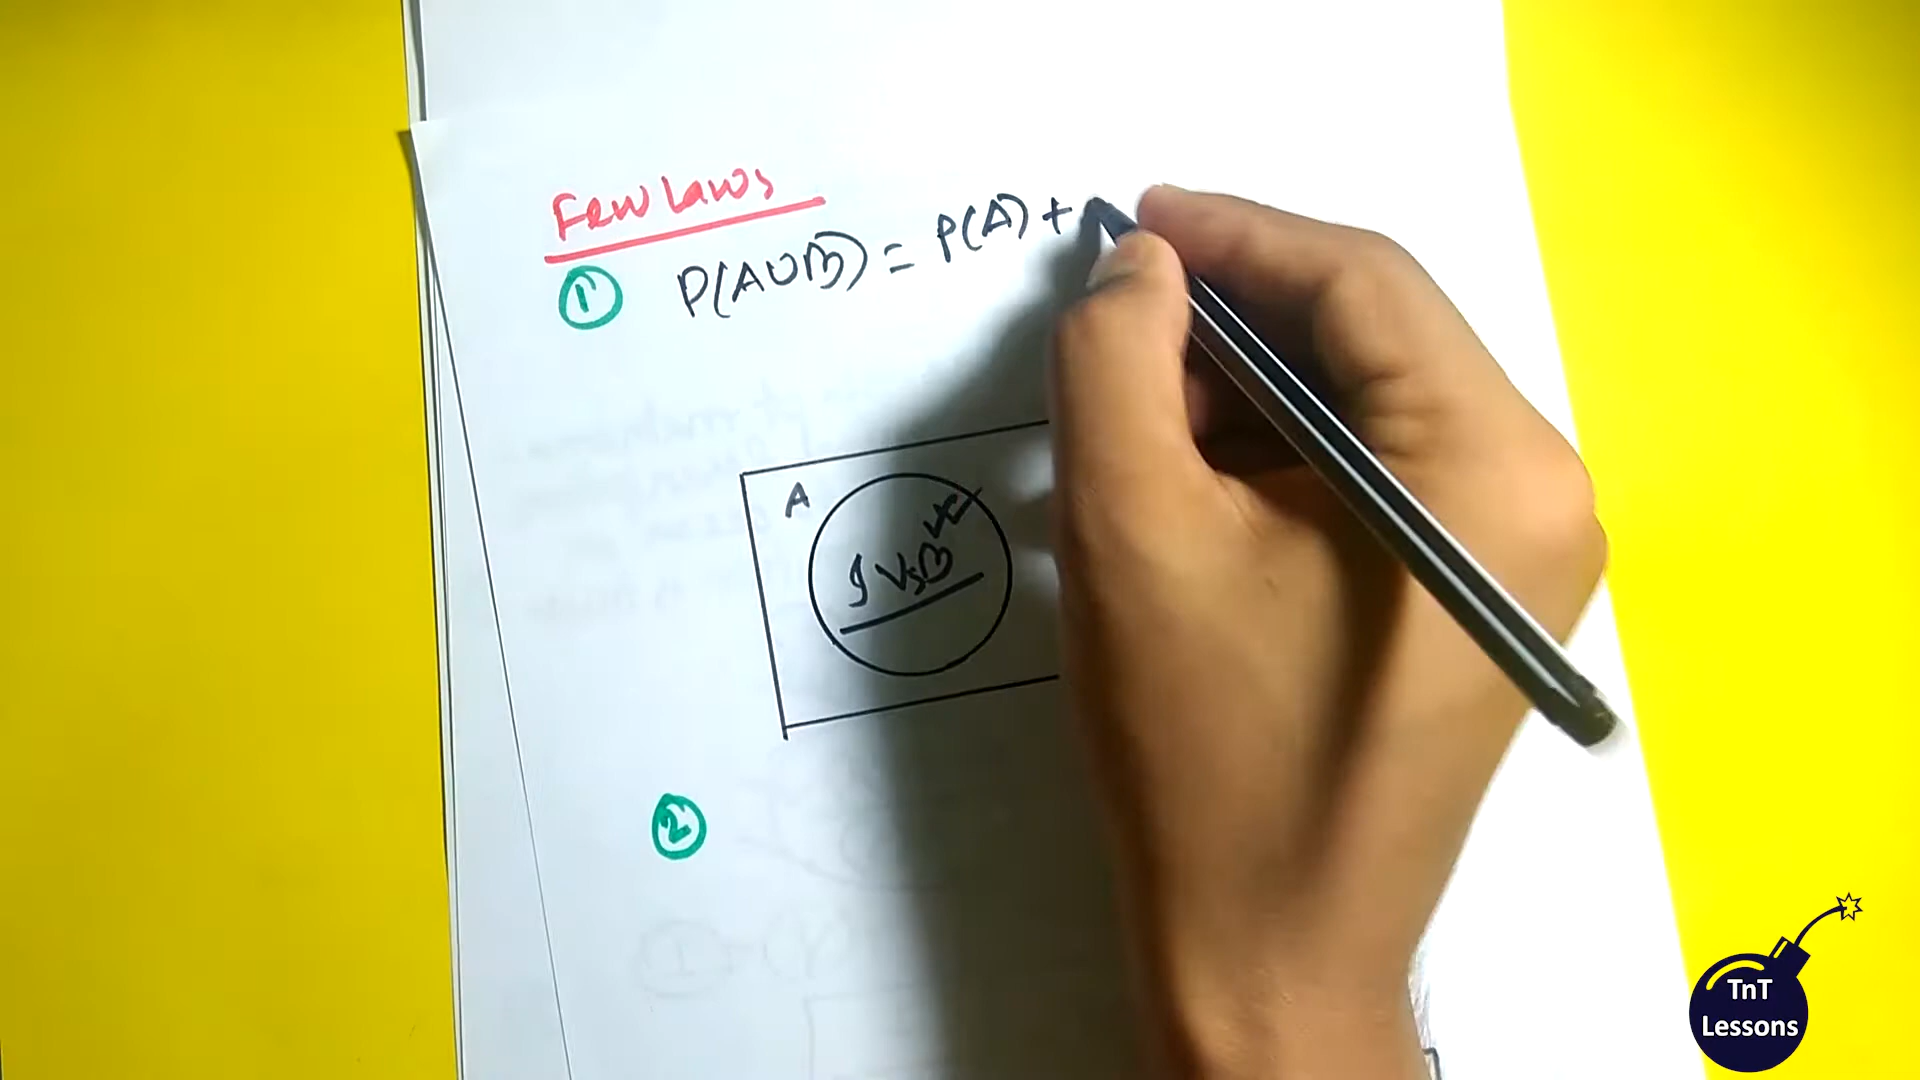 Few Laws
① P(A∪B) = P(A) +
A
②
TnT
Lessons